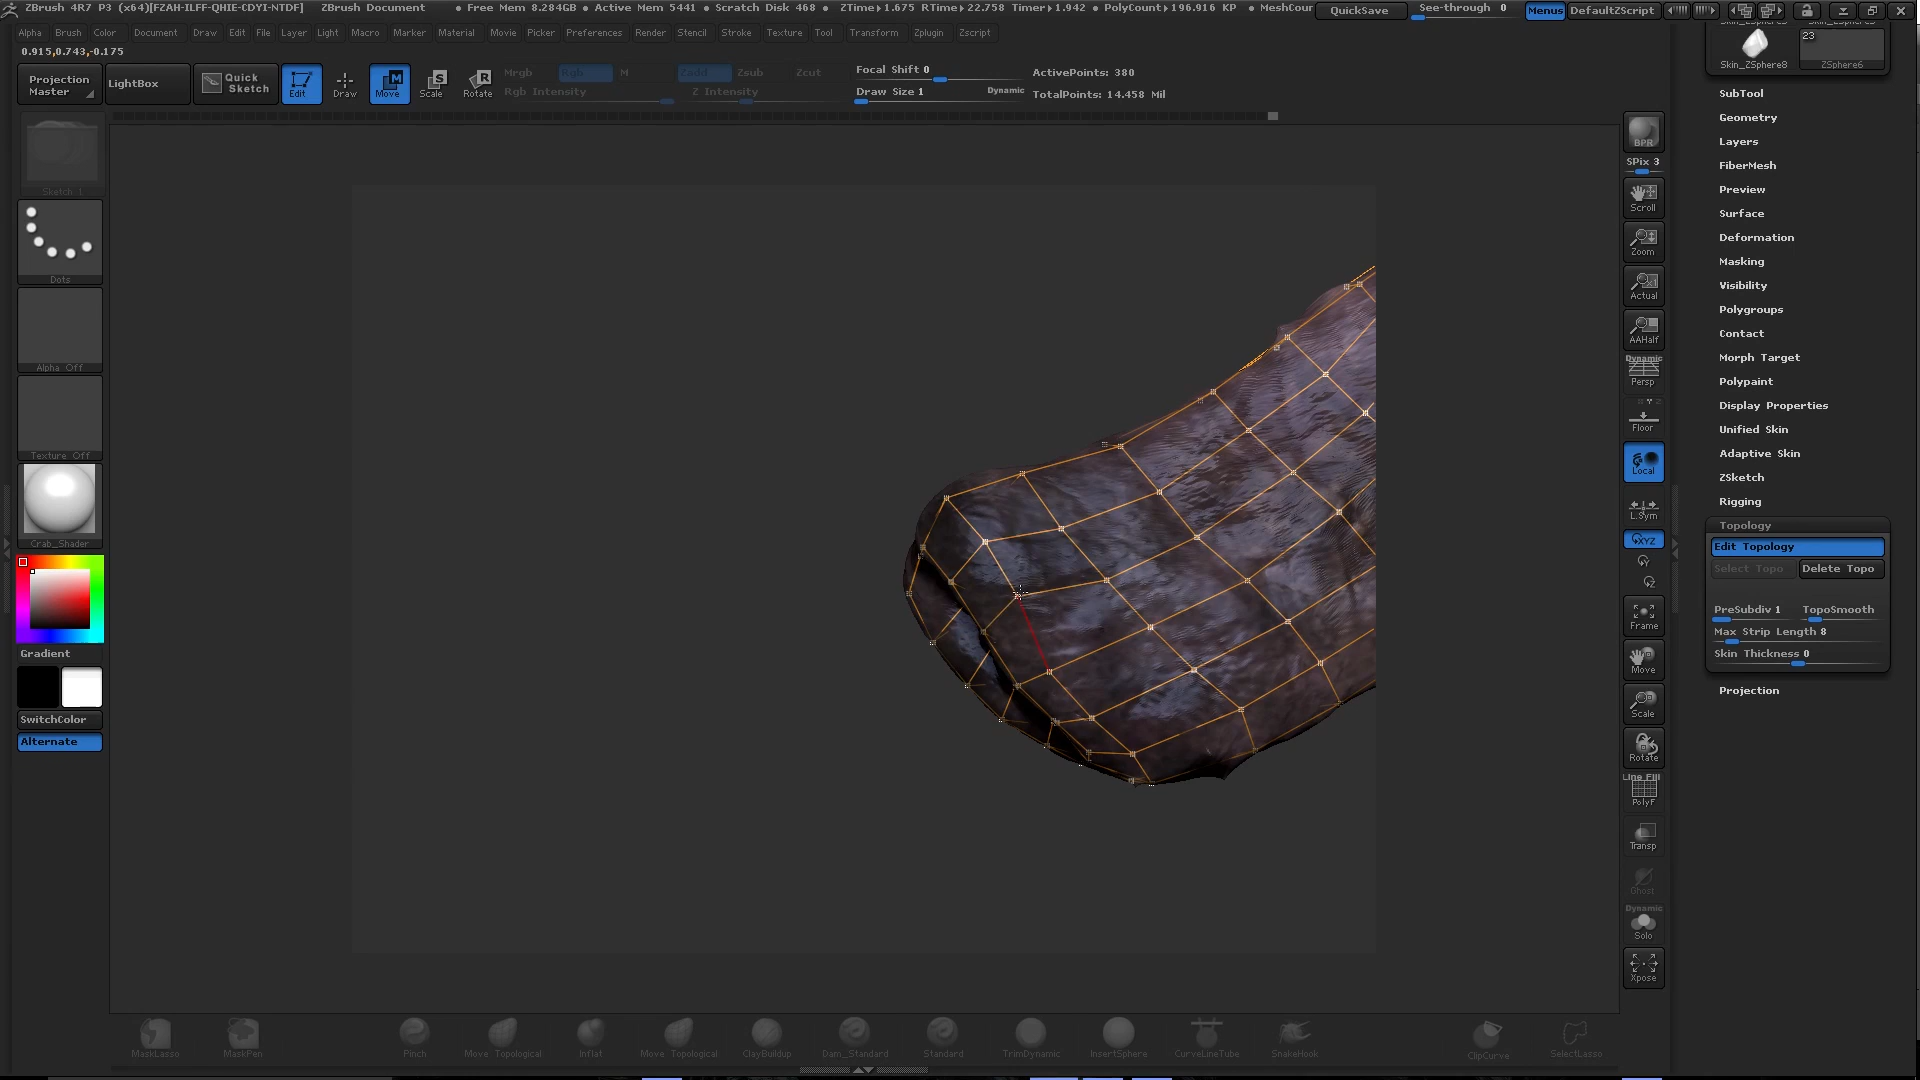 ZBrush 4R7 P3 (x64)[FZAH-ILFF-QHIE-CDYI-NTDF] ZBrush Document • Free Mem 8.284GB • Active Mem 5441 • Scratch Disk 468 • ZTime▸1.675 RTime▸22.758 Timer▸1.942 • PolyCount▸196.916 KP • MeshCour QuickSave See-through 0 Menus DefaultZScript
Alpha Brush Color Document Draw Edit File Layer Light Macro Marker Material Movie Picker Preferences Render Stencil Stroke Texture Tool Transform Zplugin Zscript
0.915,0.743,-0.175
Projection Master
LightBox
Quick Sketch
Edit
Draw
Move
Scale
Rotate
Mrgb Rgb M
Rgb Intensity
Zadd Zsub Zcut
Z Intensity
Focal Shift 0
Draw Size 1
Dynamic
ActivePoints: 380
TotalPoints: 14.458 Mil
Sketch 1
Dots
Alpha Off
Texture Off
Crab_Shader
Gradient
SwitchColor
Alternate
BPR
SPix 3
Scroll
Zoom
Actual
AAHalf
Dynamic
Persp
Floor
Local
L.Sym
XYZ
Frame
Move
Scale
Rotate
Line Fill
PolyF
Transp
Ghost
Dynamic
Solo
Xpose
Skin_ZSphere8
23
ZSphere6
SubTool
Geometry
Layers
FiberMesh
Preview
Surface
Deformation
Masking
Visibility
Polygroups
Contact
Morph Target
Polypaint
Display Properties
Unified Skin
Adaptive Skin
ZSketch
Rigging
Topology
Edit Topology
Select Topo Delete Topo
PreSubdiv 1 TopoSmooth
Max Strip Length 8
Skin Thickness 0
Projection
MaskLasso MaskPen Pinch Move Topological Inflat Move Topological ClayBuildup Dam_Standard Standard TrimDynamic InsertSphere CurveLineTube SnakeHook ClipCurve SelectLasso